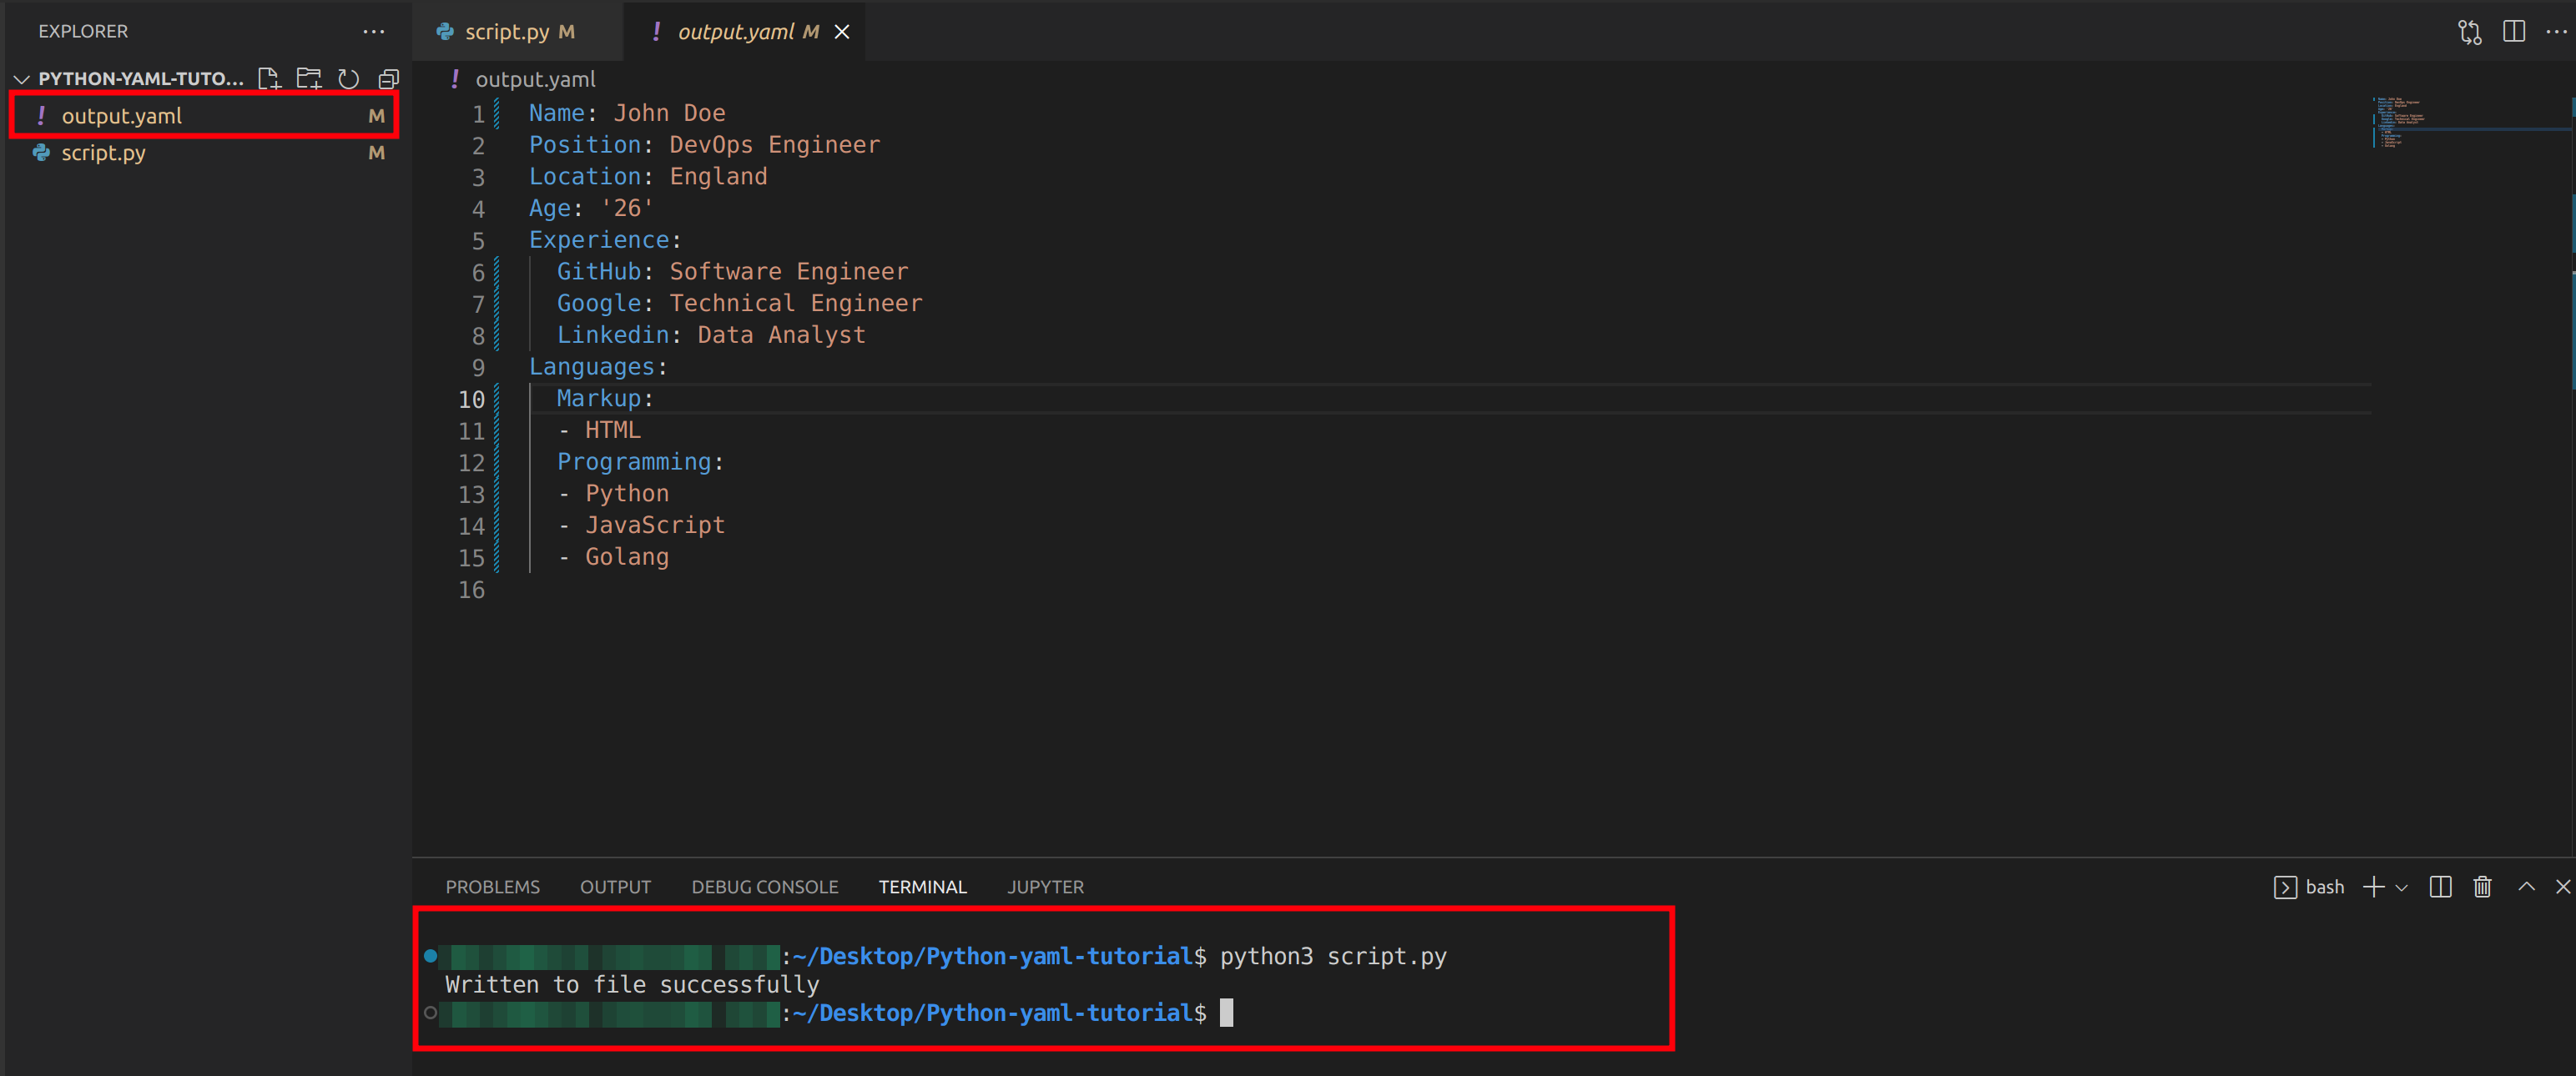 EXPLORER
PYTHON-YAML-TUTO...
! output.yaml M
script.py M
script.py M
! output.yaml M
! output.yaml
1 Name: John Doe
2 Position: DevOps Engineer
3 Location: England
4 Age: '26'
5 Experience:
6 GitHub: Software Engineer
7 Google: Technical Engineer
8 Linkedin: Data Analyst
9 Languages:
10 Markup:
11 - HTML
12 Programming:
13 - Python
14 - JavaScript
15 - Golang
16
PROBLEMS OUTPUT DEBUG CONSOLE TERMINAL JUPYTER
bash
:~/Desktop/Python-yaml-tutorial$ python3 script.py
Written to file successfully
:~/Desktop/Python-yaml-tutorial$